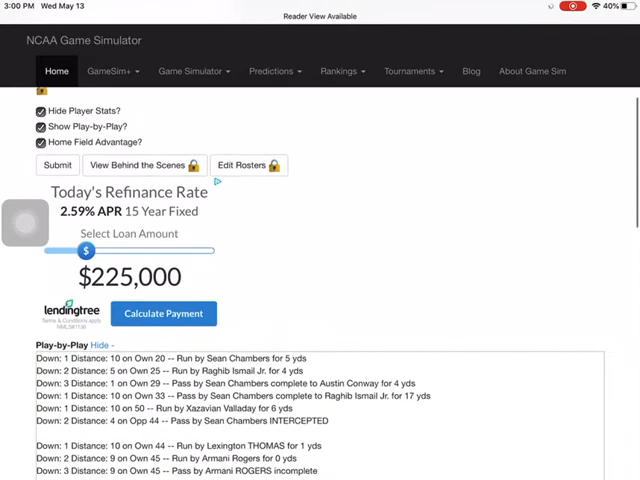 3:00 PM Wed May 13
40%
Reader View Available
NCAA Game Simulator
Home GameSim+ Game Simulator Predictions Rankings Tournaments Blog About Game Sim
Hide Player Stats?
Show Play-by-Play?
Home Field Advantage?
Submit View Behind the Scenes Edit Rosters
Today's Refinance Rate
2.59% APR 15 Year Fixed
Select Loan Amount
$
$225,000
lendingtree Calculate Payment
Terms & Conditions apply
NMLS#1136
Play-by-Play Hide -
Down: 1 Distance: 10 on Own 20 -- Run by Sean Chambers for 5 yds
Down: 2 Distance: 5 on Own 25 -- Run by Raghib Ismail Jr. for 4 yds
Down: 3 Distance: 1 on Own 29 -- Pass by Sean Chambers complete to Austin Conway for 4 yds
Down: 1 Distance: 10 on Own 33 -- Pass by Sean Chambers complete to Raghib Ismail Jr. for 17 yds
Down: 1 Distance: 10 on 50 -- Run by Xazavian Valladay for 6 yds
Down: 2 Distance: 4 on Opp 44 -- Pass by Sean Chambers INTERCEPTED
Down: 1 Distance: 10 on Own 44 -- Run by Lexington THOMAS for 1 yds
Down: 2 Distance: 9 on Own 45 -- Run by Armani Rogers for 0 yds
Down: 3 Distance: 9 on Own 45 -- Pass by Armani ROGERS incomplete